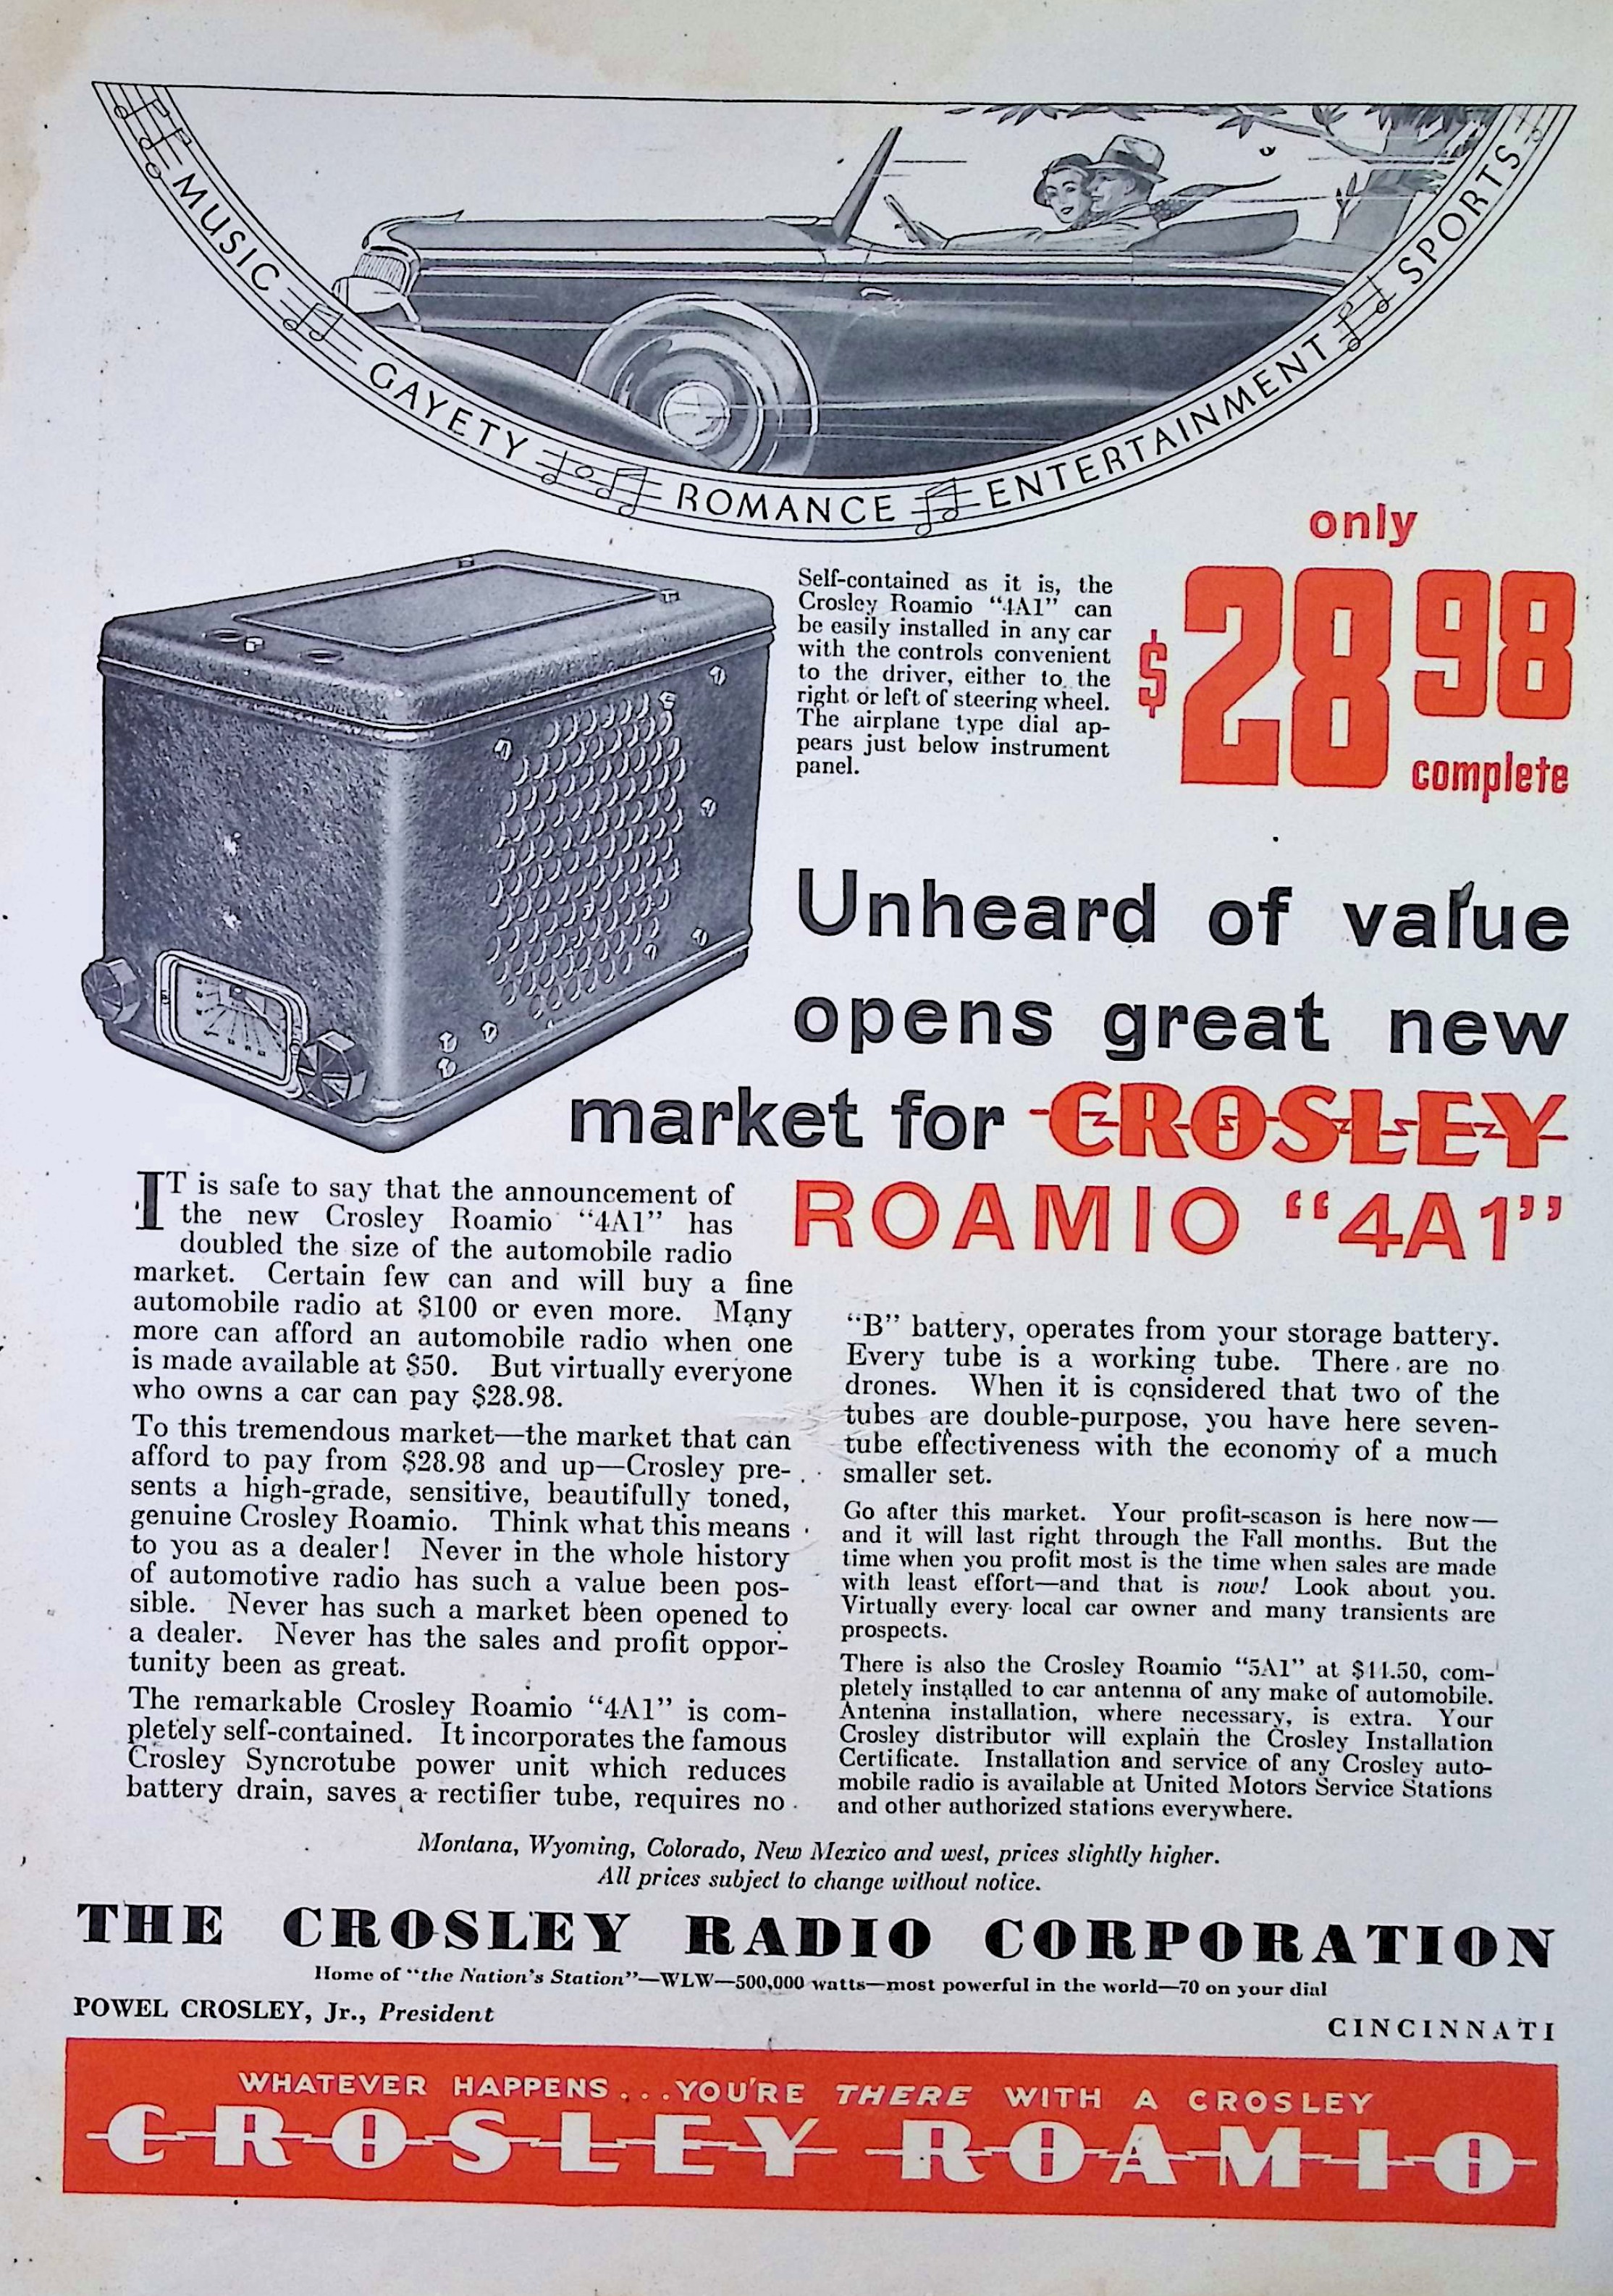 MUSIC
GAYETY
ROMANCE
ENTERTAINMENT
SPORTS
only
$28 98
complete
Self-contained as it is, the
Crosley Roamio “4A1” can
be easily installed in any car
with the controls convenient
to the driver, either to the
right or left of steering wheel.
The airplane type dial ap-
pears just below instrument
panel.
Unheard of value
opens great new
market for CROSLEY
ROAMIO “4A1”
IT is safe to say that the announcement of
the new Crosley Roamio “4A1” has
doubled the size of the automobile radio
market. Certain few can and will buy a fine
automobile radio at $100 or even more. Many
more can afford an automobile radio when one
is made available at $50. But virtually everyone
who owns a car can pay $28.98.
To this tremendous market—the market that can
afford to pay from $28.98 and up—Crosley pre-
sents a high-grade, sensitive, beautifully toned,
genuine Crosley Roamio. Think what this means
to you as a dealer! Never in the whole history
of automotive radio has such a value been pos-
sible. Never has such a market been opened to
a dealer. Never has the sales and profit oppor-
tunity been as great.
The remarkable Crosley Roamio “4A1” is com-
pletely self-contained. It incorporates the famous
Crosley Syncrotube power unit which reduces
battery drain, saves a rectifier tube, requires no
“B” battery, operates from your storage battery.
Every tube is a working tube. There are no
drones. When it is considered that two of the
tubes are double-purpose, you have here seven-
tube effectiveness with the economy of a much
smaller set.
Go after this market. Your profit-season is here now—
and it will last right through the Fall months. But the
time when you profit most is the time when sales are made
with least effort—and that is now! Look about you.
Virtually every local car owner and many transients are
prospects.
There is also the Crosley Roamio “5A1” at $44.50, com-
pletely installed to car antenna of any make of automobile.
Antenna installation, where necessary, is extra. Your
Crosley distributor will explain the Crosley Installation
Certificate. Installation and service of any Crosley auto-
mobile radio is available at United Motors Service Stations
and other authorized stations everywhere.
Montana, Wyoming, Colorado, New Mexico and west, prices slightly higher.
All prices subject to change without notice.
THE CROSLEY RADIO CORPORATION
Home of “the Nation's Station”—WLW—500,000 watts—most powerful in the world—70 on your dial
POWEL CROSLEY, Jr., President
CINCINNATI
WHATEVER HAPPENS...YOU'RE THERE WITH A CROSLEY
CROSLEY ROAMIO